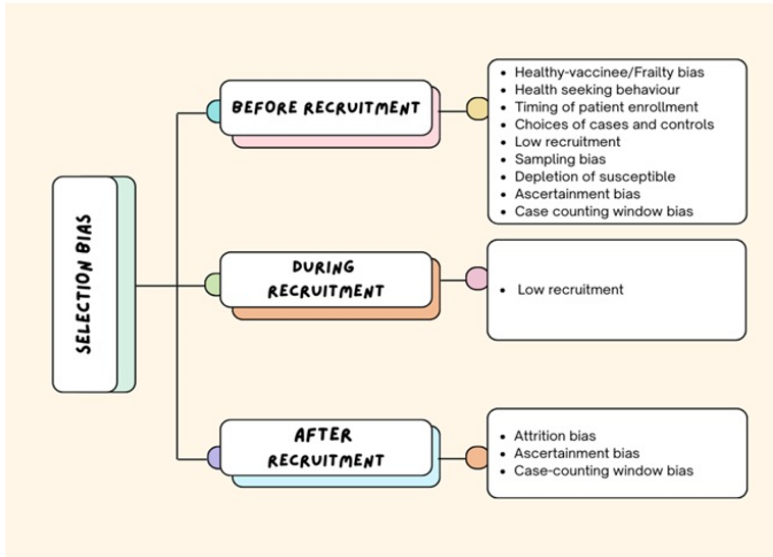 SELECTION BIAS
BEFORE RECRUITMENT
• Healthy-vaccinee/Frailty bias
• Health seeking behaviour
• Timing of patient enrollment
• Choices of cases and controls
• Low recruitment
• Sampling bias
• Depletion of susceptible
• Ascertainment bias
• Case counting window bias
DURING
RECRUITMENT
• Low recruitment
AFTER
RECRUITMENT
• Attrition bias
• Ascertainment bias
• Case-counting window bias